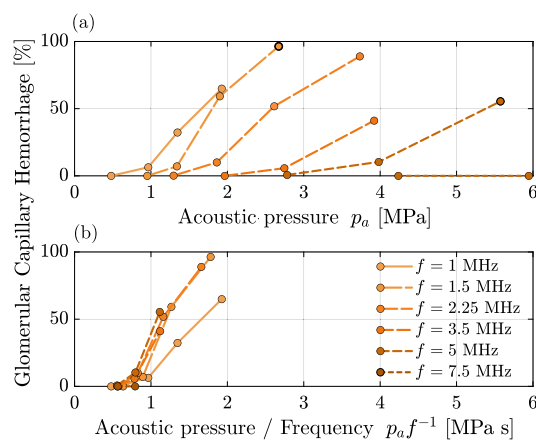 (a)
100
50
0
0 1 2 3 4 5 6
Acoustic pressure p_a [MPa]
Glomerular Capillary Hemorrhage [%]
(b)
100
50
0
f = 1 MHz
f = 1.5 MHz
f = 2.25 MHz
f = 3.5 MHz
f = 5 MHz
f = 7.5 MHz
0 1 2 3 4 5 6
Acoustic pressure / Frequency p_a f⁻¹ [MPa s]